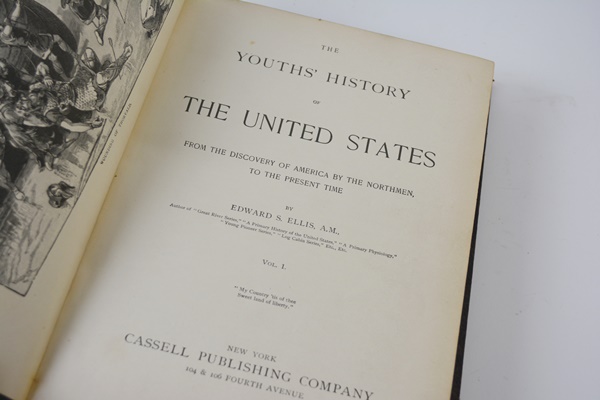 THE
YOUTHS' HISTORY
OF
THE UNITED STATES
FROM THE DISCOVERY OF AMERICA BY THE NORTHMEN,
TO THE PRESENT TIME
BY
EDWARD S. ELLIS, A.M.,
Author of "Great River Series," "A Primary History of the United States," "A Primary Physiology,"
"Young Pioneer Series," "Log Cabin Series," Etc., Etc.
VOL. I.
"My Country 'tis of thee
Sweet land of liberty,"
NEW YORK
CASSELL PUBLISHING COMPANY
104 & 106 FOURTH AVENUE